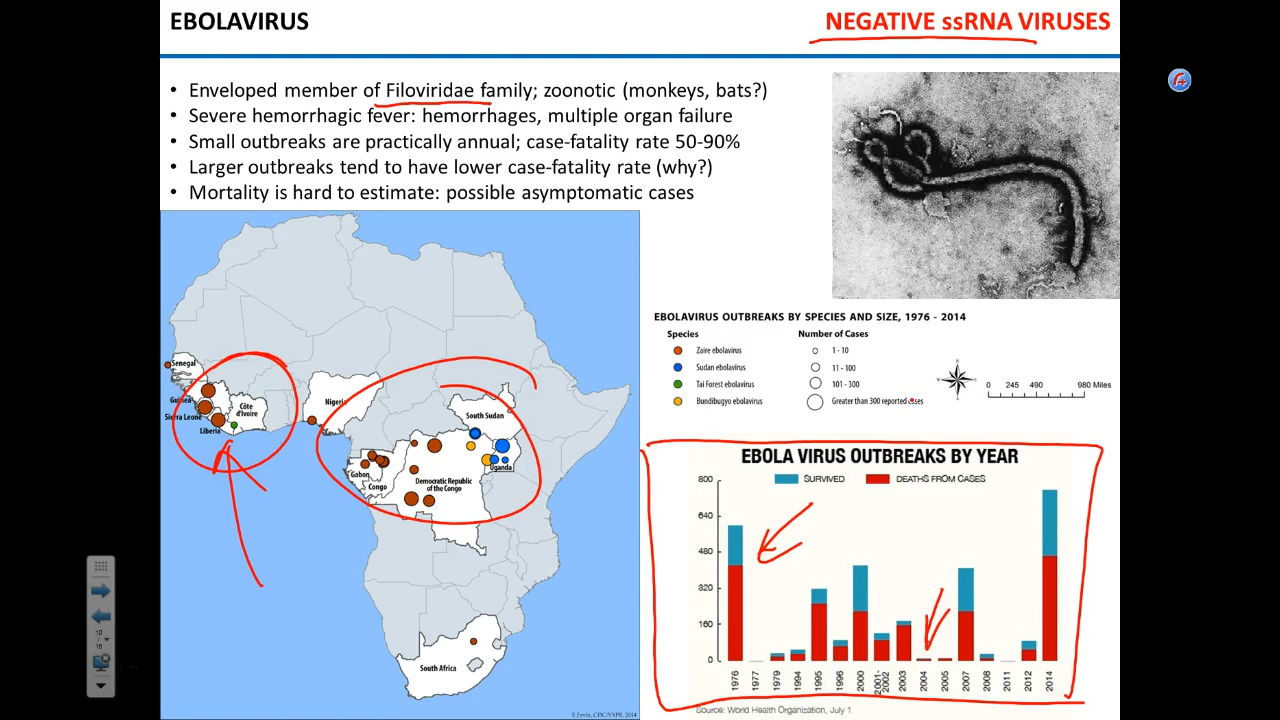 EBOLAVIRUS
NEGATIVE ssRNA VIRUSES
• Enveloped member of Filoviridae family; zoonotic (monkeys, bats?)
• Severe hemorrhagic fever: hemorrhages, multiple organ failure
• Small outbreaks are practically annual; case-fatality rate 50-90%
• Larger outbreaks tend to have lower case-fatality rate (why?)
• Mortality is hard to estimate: possible asymptomatic cases
Senegal
Guinea
Sierra Leone
Liberia
Côte
d'Ivoire
Nigeria
South Sudan
Uganda
Gabon
Congo
Democratic Republic
of the Congo
South Africa
E.Ervin, CDC/VSPB, 2014
EBOLAVIRUS OUTBREAKS BY SPECIES AND SIZE, 1976 - 2014
Species
Zaire ebolavirus
Sudan ebolavirus
Tai Forest ebolavirus
Bundibugyo ebolavirus
Number of Cases
1 - 10
11 - 100
101 - 300
Greater than 300 reported cases
N
0 245 490 980 Miles
EBOLA VIRUS OUTBREAKS BY YEAR
SURVIVED DEATHS FROM CASES
800
640
480
320
160
0
1976 1977 1979 1994 1995 1996 2000 2001-2002 2003 2004 2005 2007 2008 2011 2012 2014
Source: World Health Organization, July 1
10
/
16